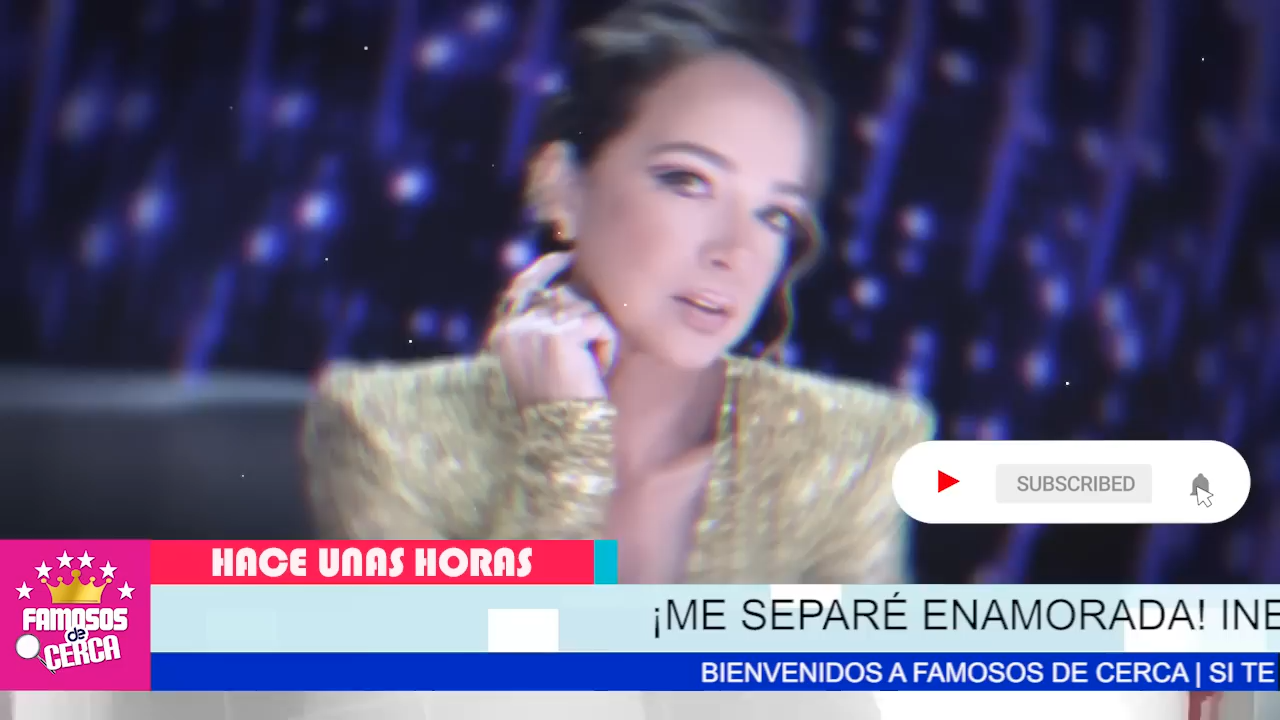 SUBSCRIBED
HACE UNAS HORAS
FAMOSOS
de
CERCA
¡ME SEPARÉ ENAMORADA! INE
BIENVENIDOS A FAMOSOS DE CERCA | SI TE